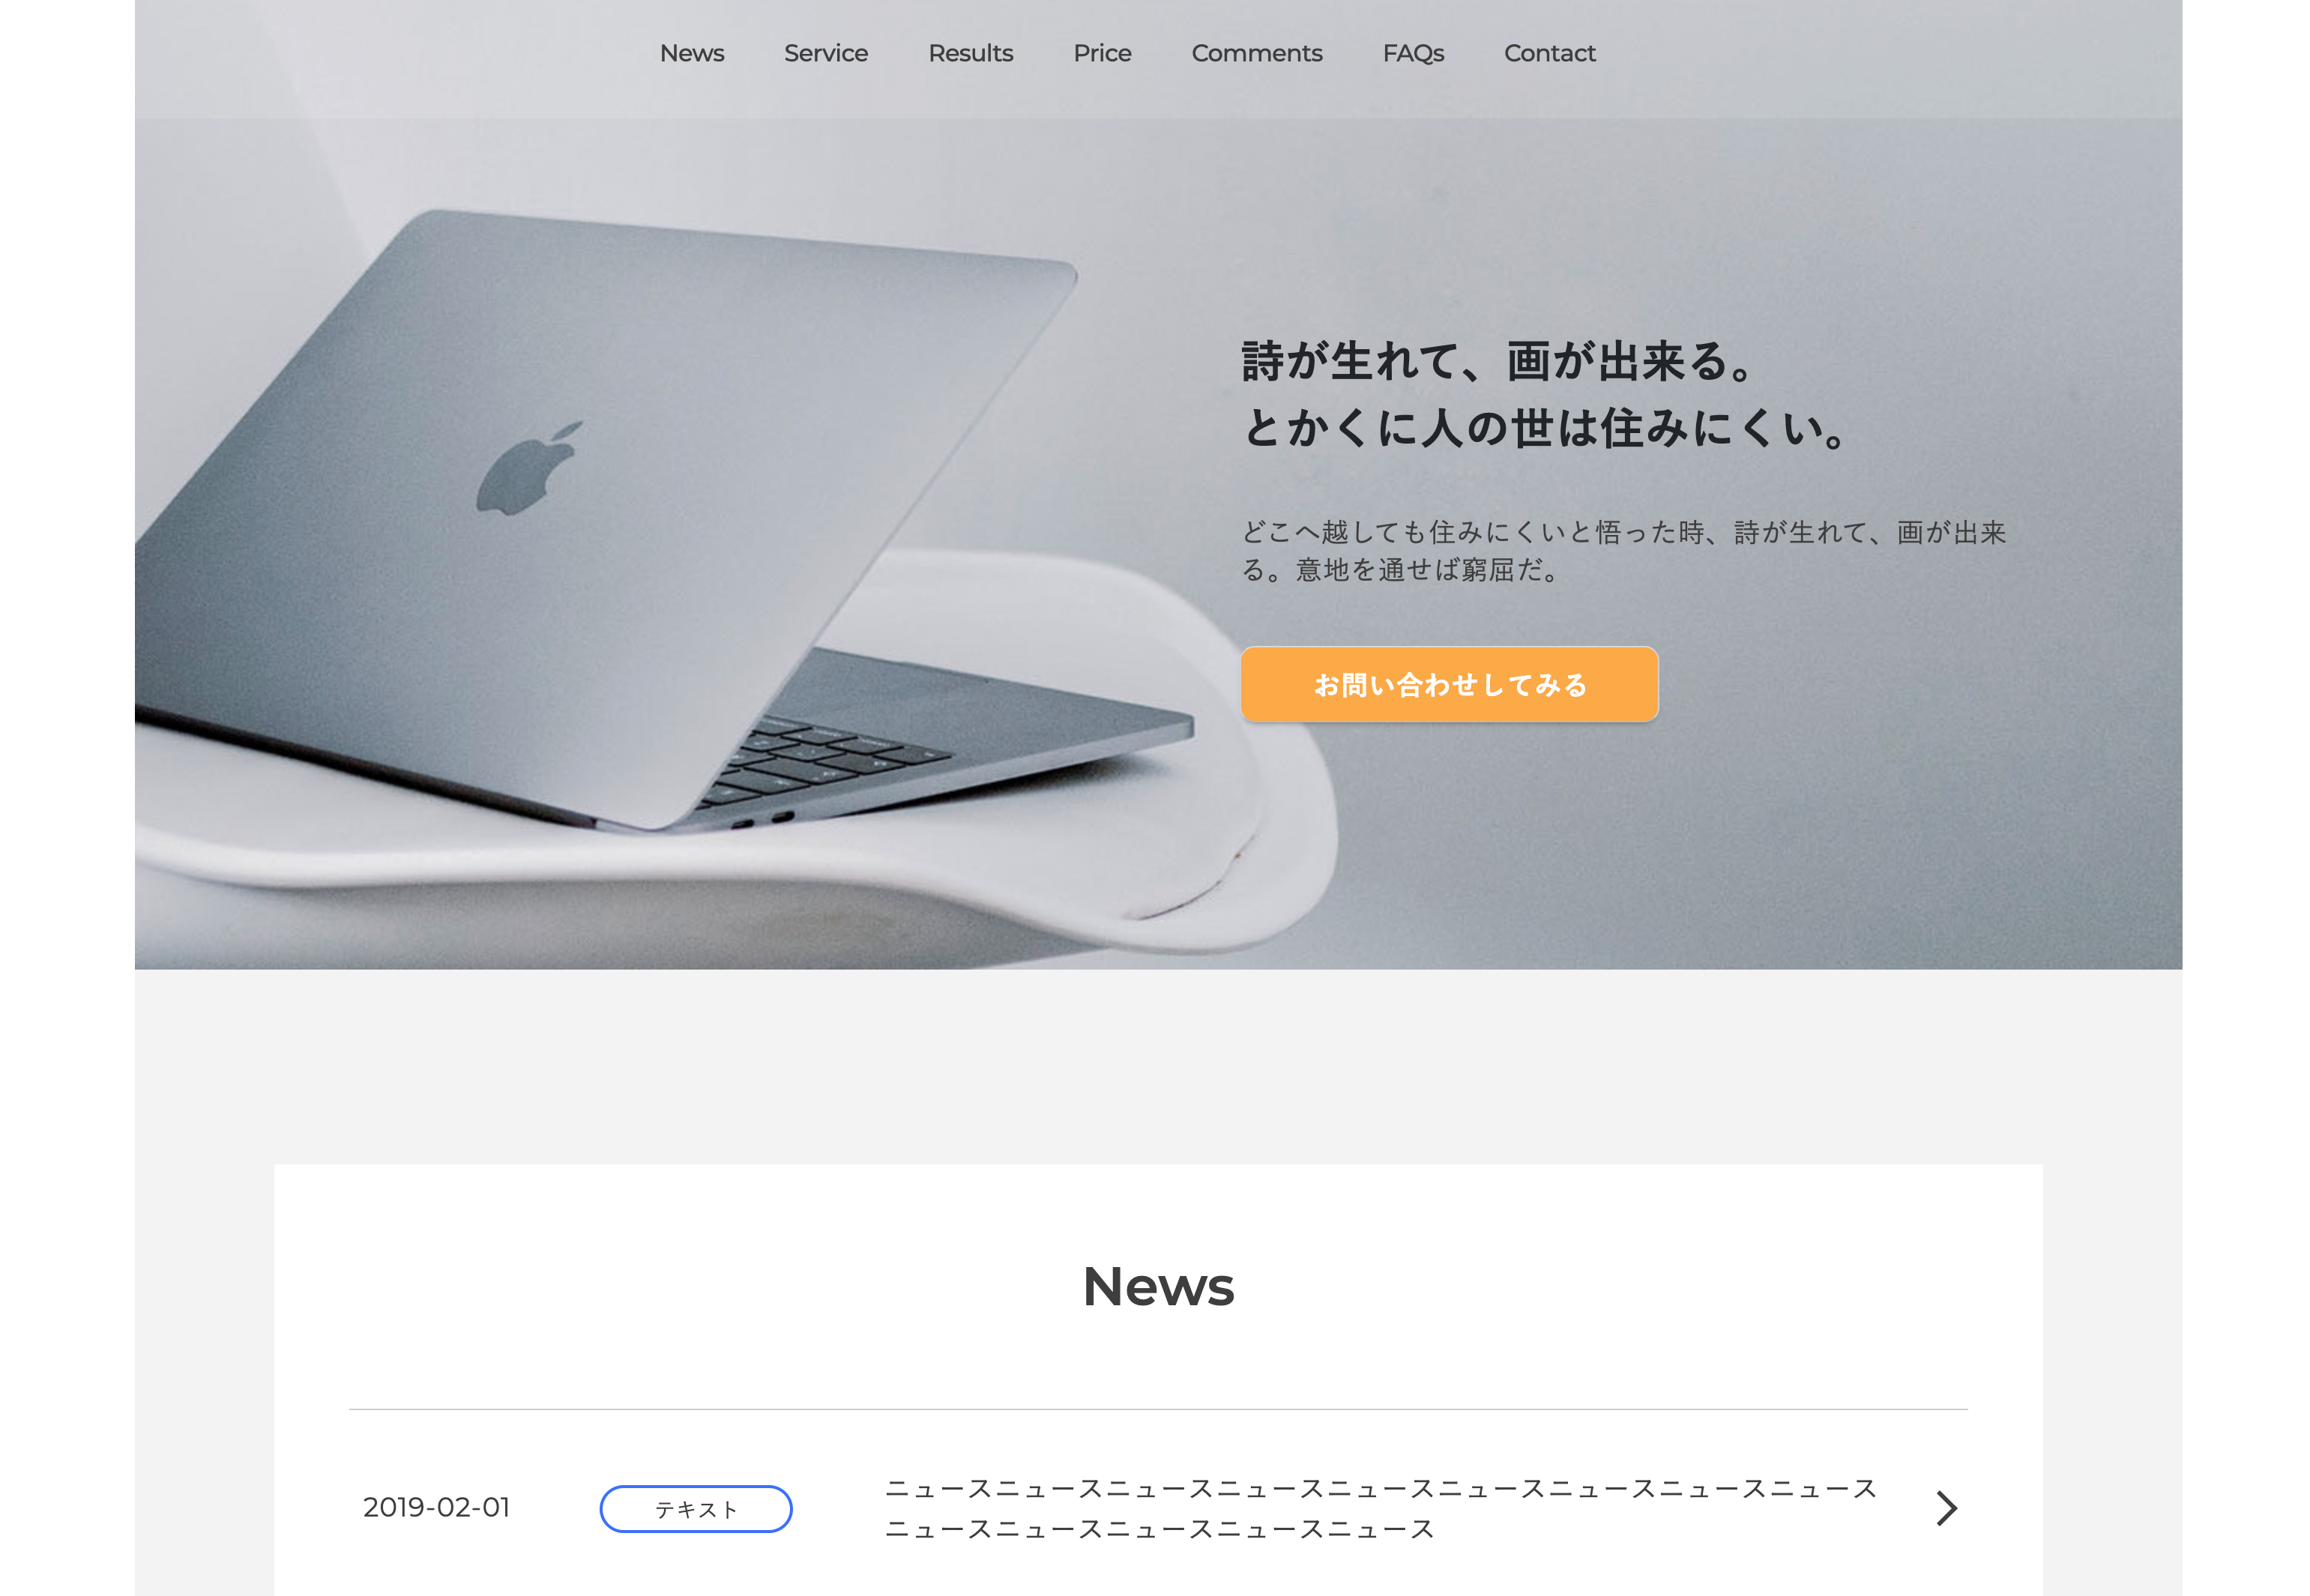 News Service Results Price Comments FAQs Contact
詩が生れて、画が出来る。
とかくに人の世は住みにくい。
どこへ越しても住みにくいと悟った時、詩が生れて、画が出来
る。意地を通せば窮屈だ。
お問い合わせしてみる
News
2019-02-01
テキスト
ニュースニュースニュースニュースニュースニュースニュースニュースニュース
ニュースニュースニュースニュースニュース